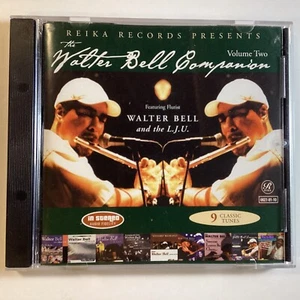 REIKA RECORDS PRESENTS
the
Walter Bell Companion
Volume Two
Featuring Flutist
WALTER BELL
and the L.J.U.
in stereo
9 CLASSIC
TUNES